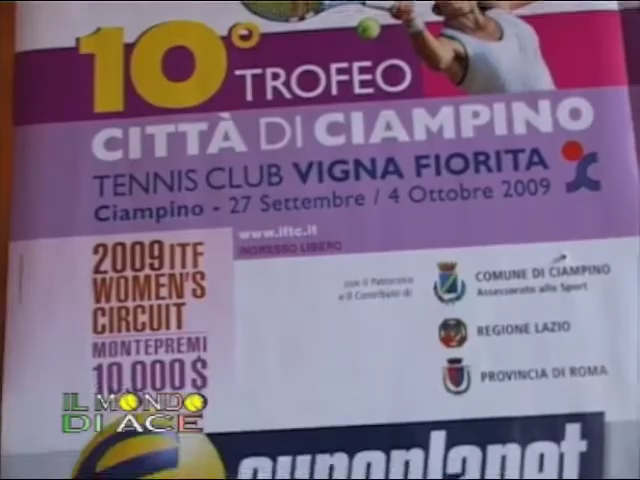 10° TROFEO
CITTÀ DI CIAMPINO
TENNIS CLUB VIGNA FIORITA
Ciampino - 27 Settembre / 4 Ottobre 2009
www.iftc.it
INGRESSO LIBERO
2009 ITF
WOMEN'S
CIRCUIT
MONTEPREMI
10.000 $
con il Patrocinio
e il Contributo di:
COMUNE DI CIAMPINO
Assessorato allo Sport
REGIONE LAZIO
PROVINCIA DI ROMA
IL MONDO
DI ACE
europlanet